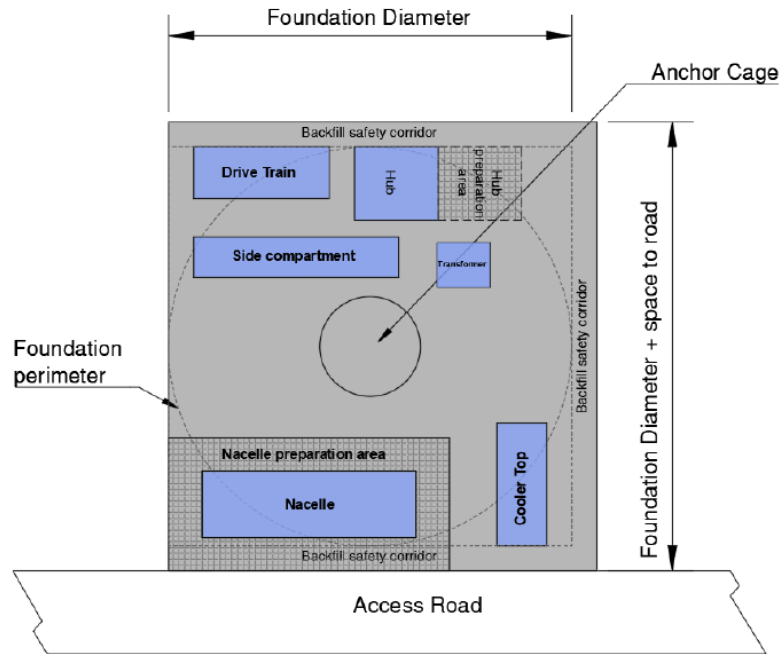 Foundation Diameter
Anchor Cage
Backfill safety corridor
Drive Train
Hub
Hub
preparation
area
Side compartment
Transformer
Foundation
perimeter
Backfill safety corridor
Foundation Diameter + space to road
Nacelle preparation area
Nacelle
Cooler Top
Backfill safety corridor
Access Road